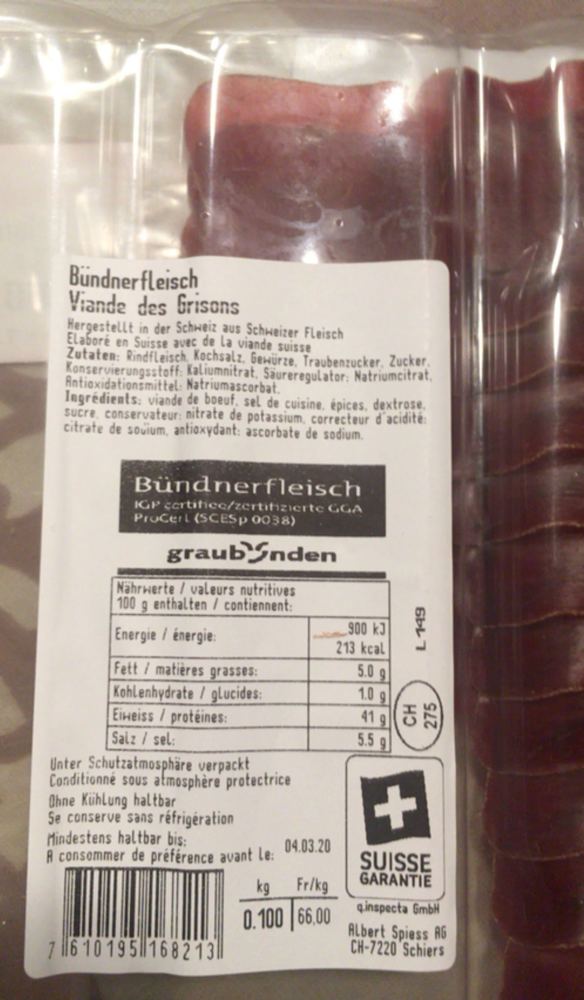 Bündnerfleisch
Viande des Grisons
Hergestellt in der Schweiz aus Schweizer Fleisch
Elaboré en Suisse avec de la viande suisse
Zutaten: Rindfleisch, Kochsalz, Gewürze, Traubenzucker, Zucker,
Konservierungsstoff: Kaliumnitrat, Säureregulator: Natriumcitrat,
Antioxidationsmittel: Natriumascorbat.
Ingrédients: viande de boeuf, sel de cuisine, épices, dextrose,
sucre, conservateur: nitrate de potassium, correcteur d'acidité:
citrate de sodium, antioxydant: ascorbate de sodium.
Bündnerfleisch
IGP certifiée/zertifizierte GGA
ProCert (SCESp 0038)
graubünden
Nährwerte / valeurs nutritives
100 g enthalten / contiennent:
Energie / énergie: 900 kJ
213 kcal
Fett / matières grasses: 5.0 g
Kohlenhydrate / glucides: 1.0 g
Eiweiss / protéines: 41 g
Salz / sel: 5.5 g
L 149
CH
275
Unter Schutzatmosphäre verpackt
Conditionné sous atmosphère protectrice
Ohne Kühlung haltbar
Se conserve sans réfrigération
Mindestens haltbar bis:
A consommer de préférence avant le: 04.03.20
kg Fr/kg
0.100 66,00
7 610195 168213
SUISSE
GARANTIE
q.inspecta GmbH
Albert Spiess AG
CH-7220 Schiers